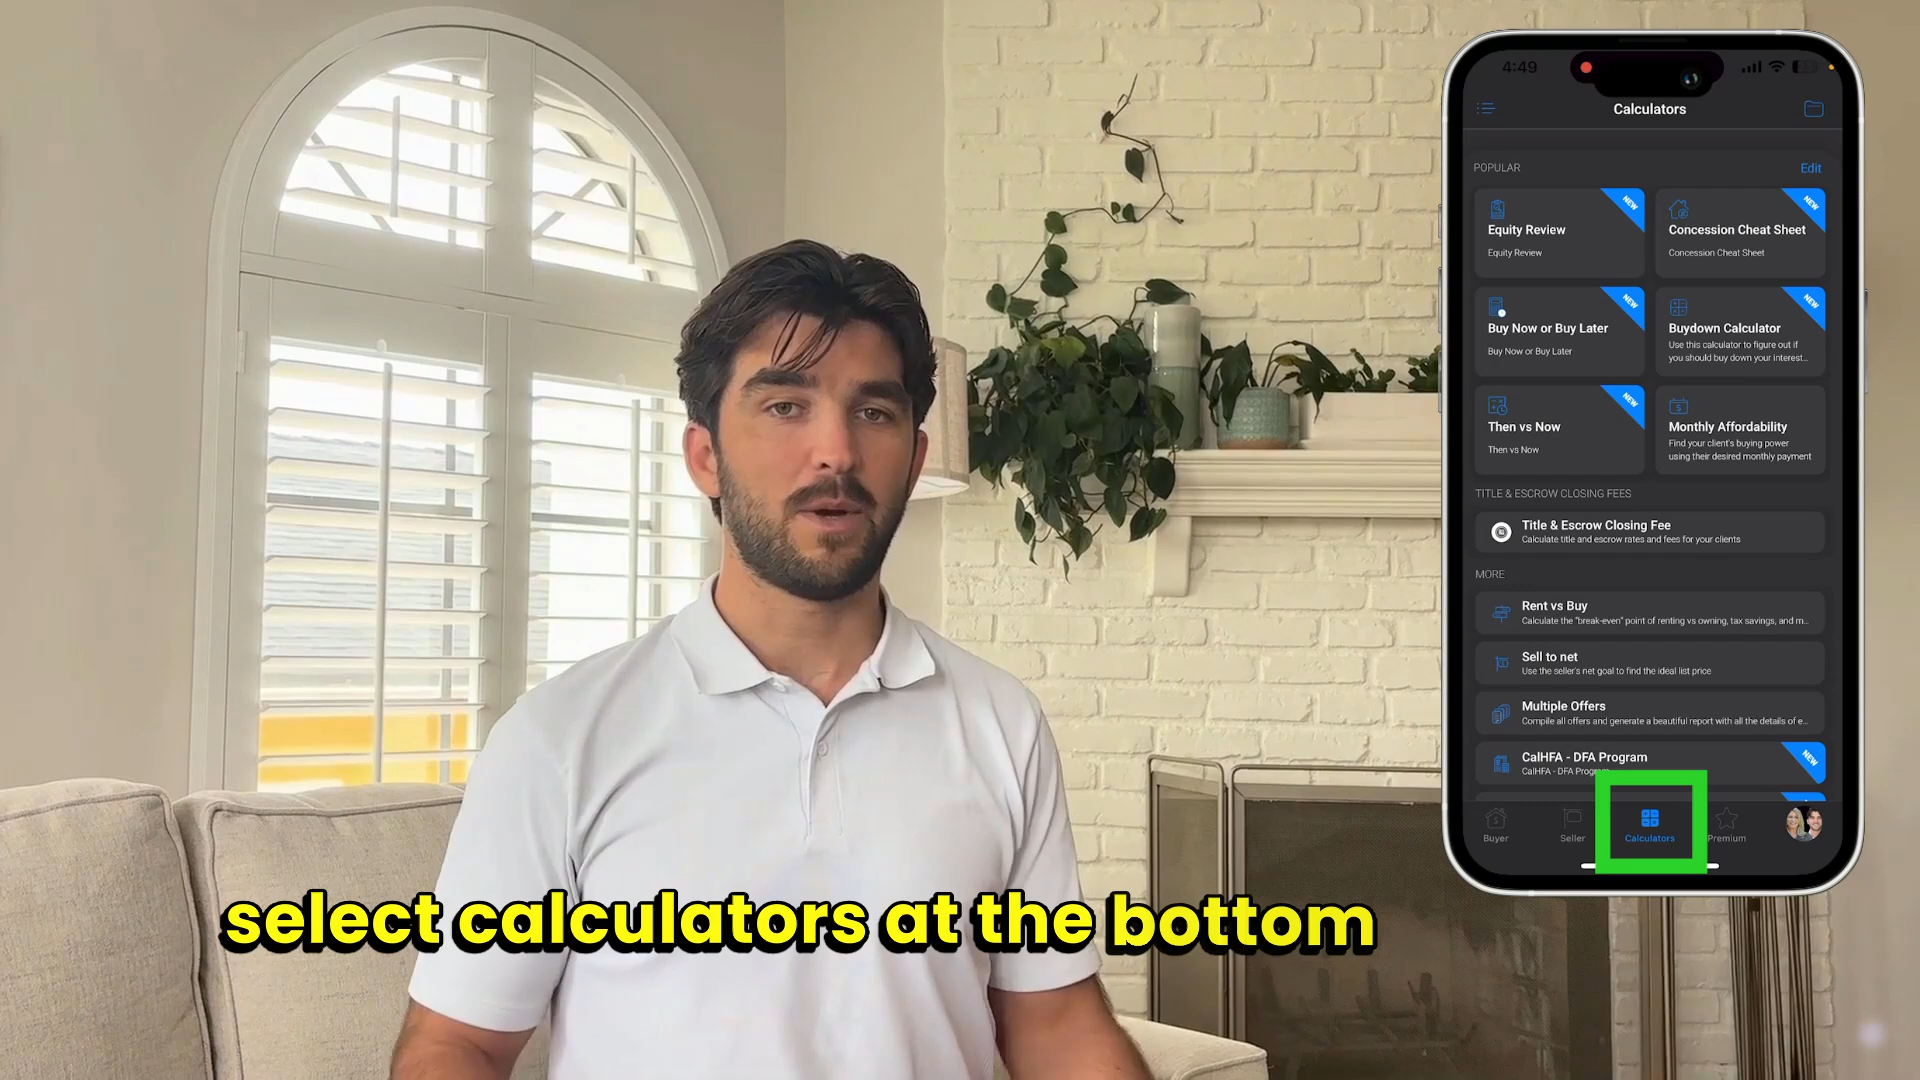 4:49
Calculators
POPULAR
Edit
NEW
NEW
Equity Review
Concession Cheat Sheet
Equity Review
Concession Cheat Sheet
NEW
NEW
Buy Now or Buy Later
Buydown Calculator
Buy Now or Buy Later
Use this calculator to figure out if
you should buy down your interest...
NEW
Then vs Now
Monthly Affordability
Then vs Now
Find your client's buying power
using their desired monthly payment
TITLE & ESCROW CLOSING FEES
Title & Escrow Closing Fee
Calculate title and escrow rates and fees for your clients
MORE
Rent vs Buy
Calculate the "break-even" point of renting vs owning, tax savings, and m...
Sell to net
Use the seller's net goal to find the ideal list price
Multiple Offers
Compile all offers and generate a beautiful report with all the details of e...
CalHFA - DFA Program
NEW
CalHFA - DFA Program
Buyer
Seller
Calculators
Premium
select calculators at the bottom